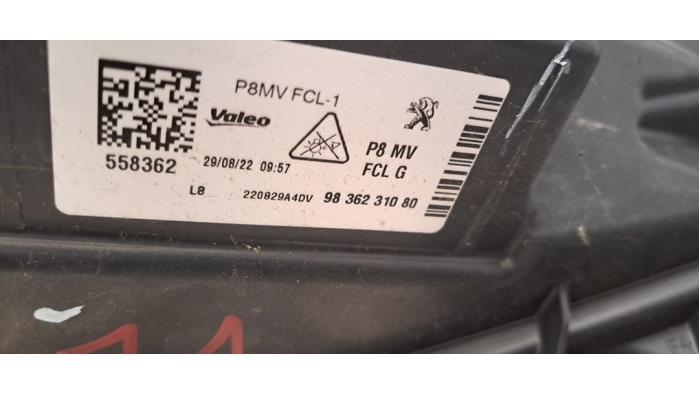 P8MV FCL-1
Valeo
P8 MV
558362
29/08/22 09:57
FCL G
L8
220829A4DV 98 362 310 80